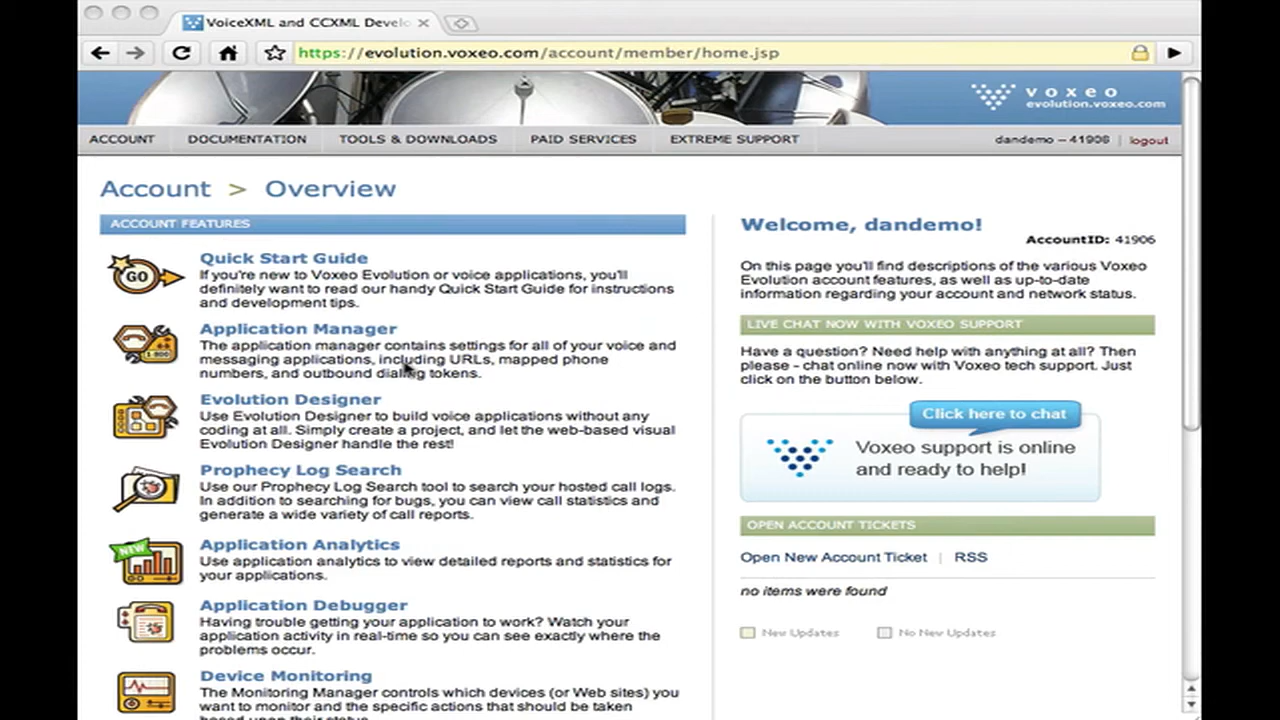 VoiceXML and CCXML Develo
https://evolution.voxeo.com/account/member/home.jsp
voxeo
evolution.voxeo.com
ACCOUNT DOCUMENTATION TOOLS & DOWNLOADS PAID SERVICES EXTREME SUPPORT dandemo – 41906 | logout
Account > Overview
ACCOUNT FEATURES
GO
Quick Start Guide
If you're new to Voxeo Evolution or voice applications, you'll
definitely want to read our handy Quick Start Guide for instructions
and development tips.
1-800
Application Manager
The application manager contains settings for all of your voice and
messaging applications, including URLs, mapped phone
numbers, and outbound dialing tokens.
Evolution Designer
Use Evolution Designer to build voice applications without any
coding at all. Simply create a project, and let the web-based visual
Evolution Designer handle the rest!
Prophecy Log Search
Use our Prophecy Log Search tool to search your hosted call logs.
In addition to searching for bugs, you can view call statistics and
generate a wide variety of call reports.
NEW
Application Analytics
Use application analytics to view detailed reports and statistics for
your applications.
Application Debugger
Having trouble getting your application to work? Watch your
application activity in real-time so you can see exactly where the
problems occur.
Device Monitoring
The Monitoring Manager controls which devices (or Web sites) you
want to monitor and the specific actions that should be taken
based upon their status.
Welcome, dandemo!
AccountID: 41906
On this page you'll find descriptions of the various Voxeo
Evolution account features, as well as up-to-date
information regarding your account and network status.
LIVE CHAT NOW WITH VOXEO SUPPORT
Have a question? Need help with anything at all? Then
please - chat online now with Voxeo tech support. Just
click on the button below.
Click here to chat
Voxeo support is online
and ready to help!
OPEN ACCOUNT TICKETS
Open New Account Ticket | RSS
no items were found
New Updates No New Updates